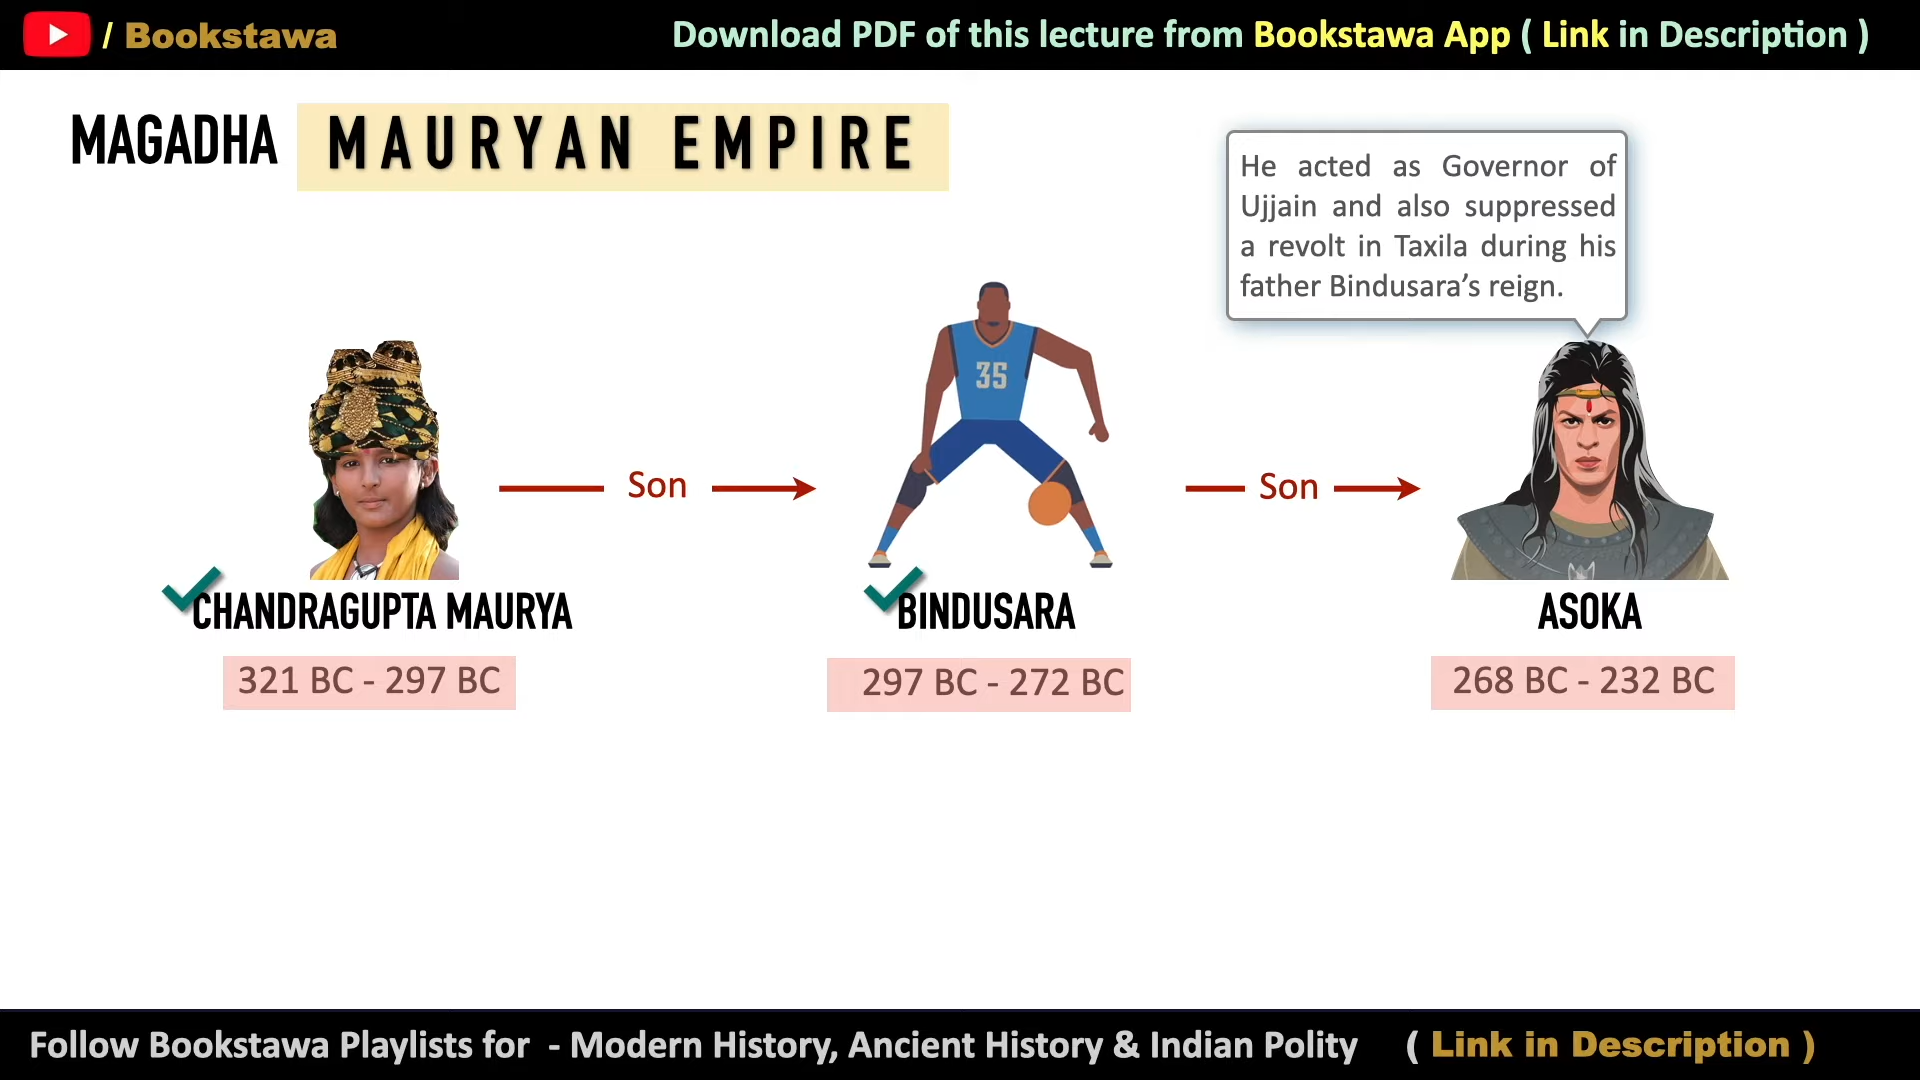 / Bookstawa
Download PDF of this lecture from Bookstawa App ( Link in Description )
MAGADHA
MAURYAN EMPIRE
He acted as Governor of
Ujjain and also suppressed
a revolt in Taxila during his
father Bindusara’s reign.
35
Son
Son
CHANDRAGUPTA MAURYA
BINDUSARA
ASOKA
321 BC - 297 BC
297 BC - 272 BC
268 BC - 232 BC
Follow Bookstawa Playlists for - Modern History, Ancient History & Indian Polity ( Link in Description )